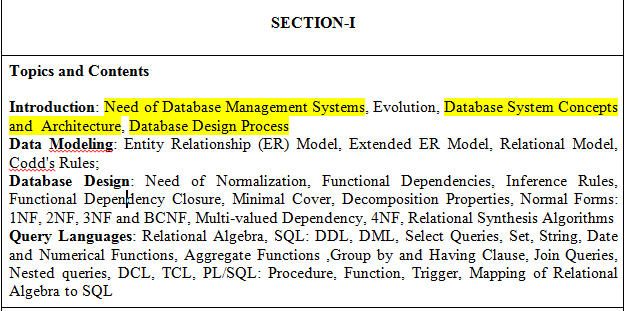 SECTION-I
Topics and Contents
Introduction: Need of Database Management Systems, Evolution, Database System Concepts
and Architecture, Database Design Process
Data Modeling: Entity Relationship (ER) Model, Extended ER Model, Relational Model,
Codd's Rules;
Database Design: Need of Normalization, Functional Dependencies, Inference Rules,
Functional Dependency Closure, Minimal Cover, Decomposition Properties, Normal Forms:
1NF, 2NF, 3NF and BCNF, Multi-valued Dependency, 4NF, Relational Synthesis Algorithms
Query Languages: Relational Algebra, SQL: DDL, DML, Select Queries, Set, String, Date
and Numerical Functions, Aggregate Functions ,Group by and Having Clause, Join Queries,
Nested queries, DCL, TCL, PL/SQL: Procedure, Function, Trigger, Mapping of Relational
Algebra to SQL